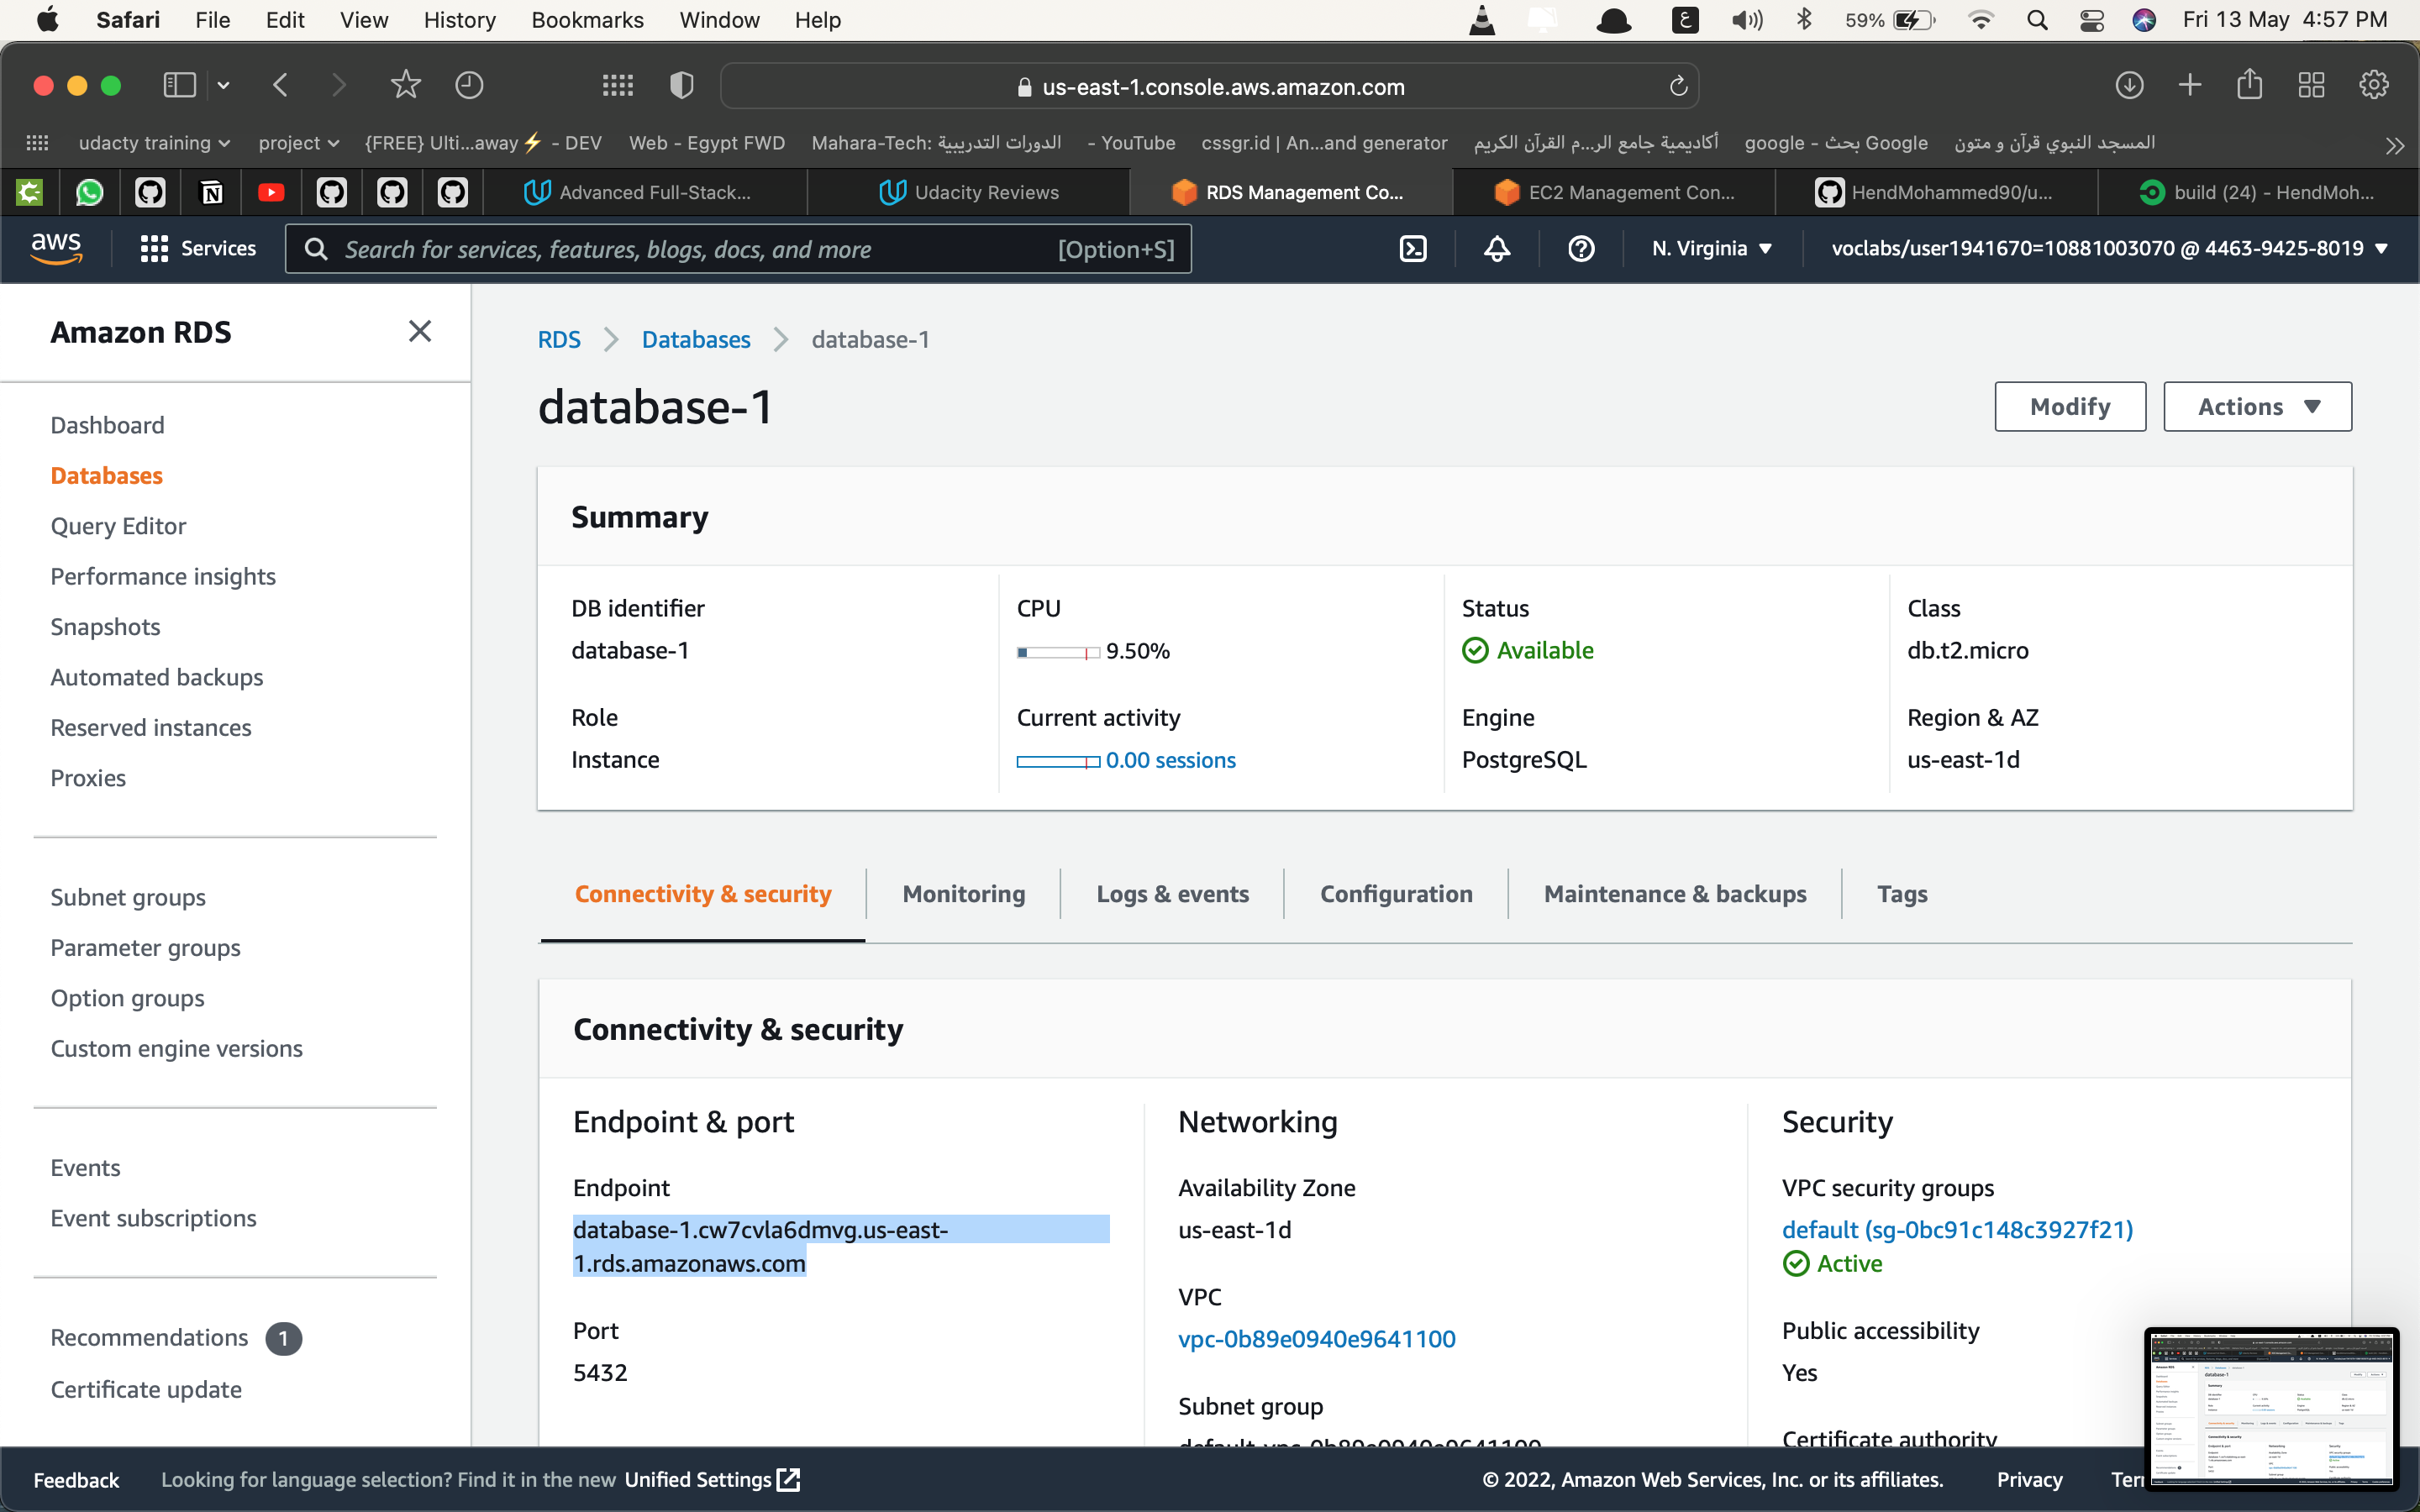 Safari File Edit View History Bookmarks Window Help ع 59% Fri 13 May 4:57 PM
us-east-1.console.aws.amazon.com
udacty training project {FREE} Ulti...away⚡ - DEV Web - Egypt FWD Mahara-Tech: الدورات التدريبية - YouTube cssgr.id | An...and generator أكاديمية جامع الر...م القرآن الكريم google - بحث Google المسجد النبوي قرآن و متون
Advanced Full-Stack... Udacity Reviews RDS Management Co... EC2 Management Con... HendMohammed90/u... build (24) - HendMoh...
aws Services Search for services, features, blogs, docs, and more [Option+S] N. Virginia voclabs/user1941670=10881003070 @ 4463-9425-8019
Amazon RDS
Dashboard
Databases
Query Editor
Performance insights
Snapshots
Automated backups
Reserved instances
Proxies
Subnet groups
Parameter groups
Option groups
Custom engine versions
Events
Event subscriptions
Recommendations 1
Certificate update
RDS Databases database-1
database-1
Modify Actions
Summary
DB identifier CPU Status Class
database-1 9.50% Available db.t2.micro
Role Current activity Engine Region & AZ
Instance 0.00 sessions PostgreSQL us-east-1d
Connectivity & security Monitoring Logs & events Configuration Maintenance & backups Tags
Connectivity & security
Endpoint & port
Endpoint
database-1.cw7cvla6dmvg.us-east-
1.rds.amazonaws.com
Port
5432
Networking
Availability Zone
us-east-1d
VPC
vpc-0b89e0940e9641100
Subnet group
default-vpc-0b89e0940e9641100
Security
VPC security groups
default (sg-0bc91c148c3927f21)
Active
Public accessibility
Yes
Certificate authority
Feedback Looking for language selection? Find it in the new Unified Settings © 2022, Amazon Web Services, Inc. or its affiliates. Privacy